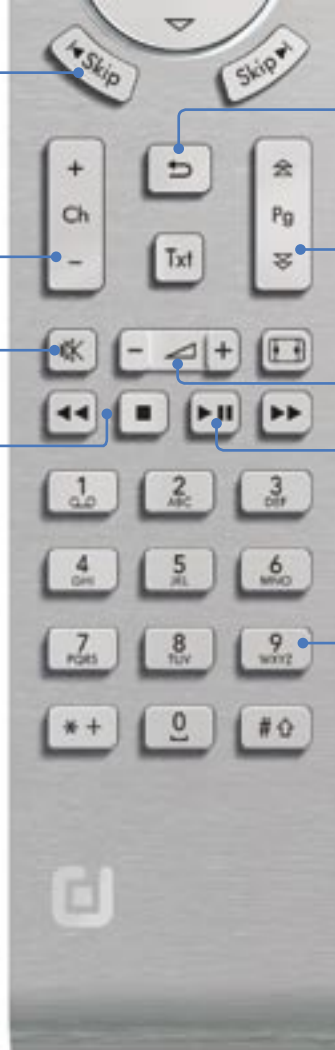 Skip Skip
+
Ch Pg
-
Txt
- +
1 2 3
ABC DEF
4 5 6
GHI JKL MNO
7 8 9
PQRS TUV WXYZ
* + 0 #